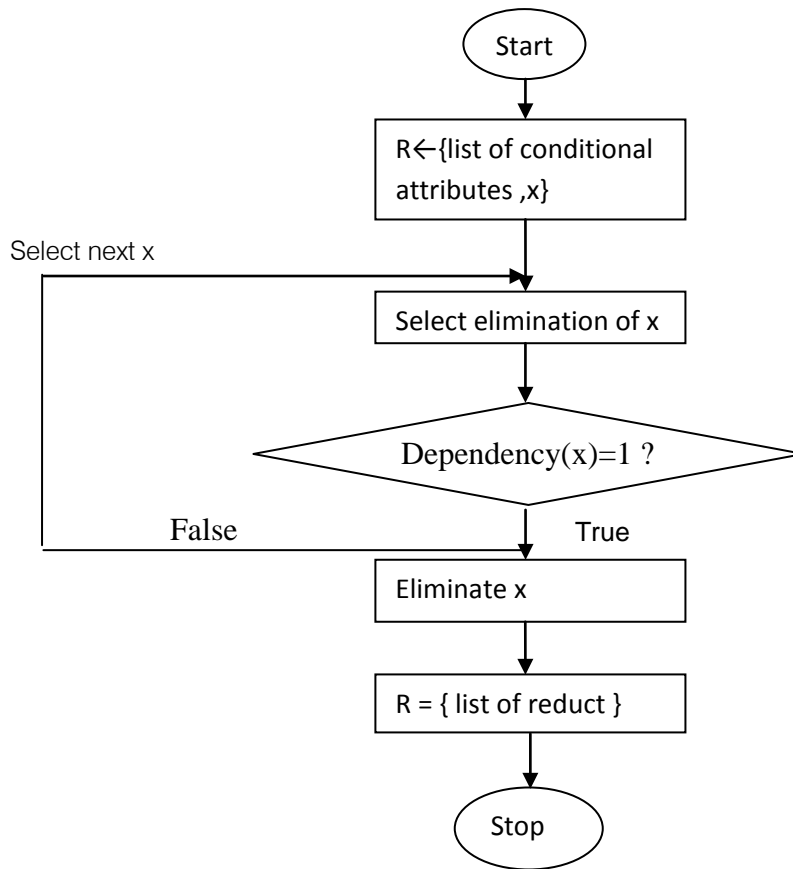 Start
R←{list of conditional
attributes ,x}
Select next x
Select elimination of x
Dependency(x)=1 ?
False
True
Eliminate x
R = { list of reduct }
Stop